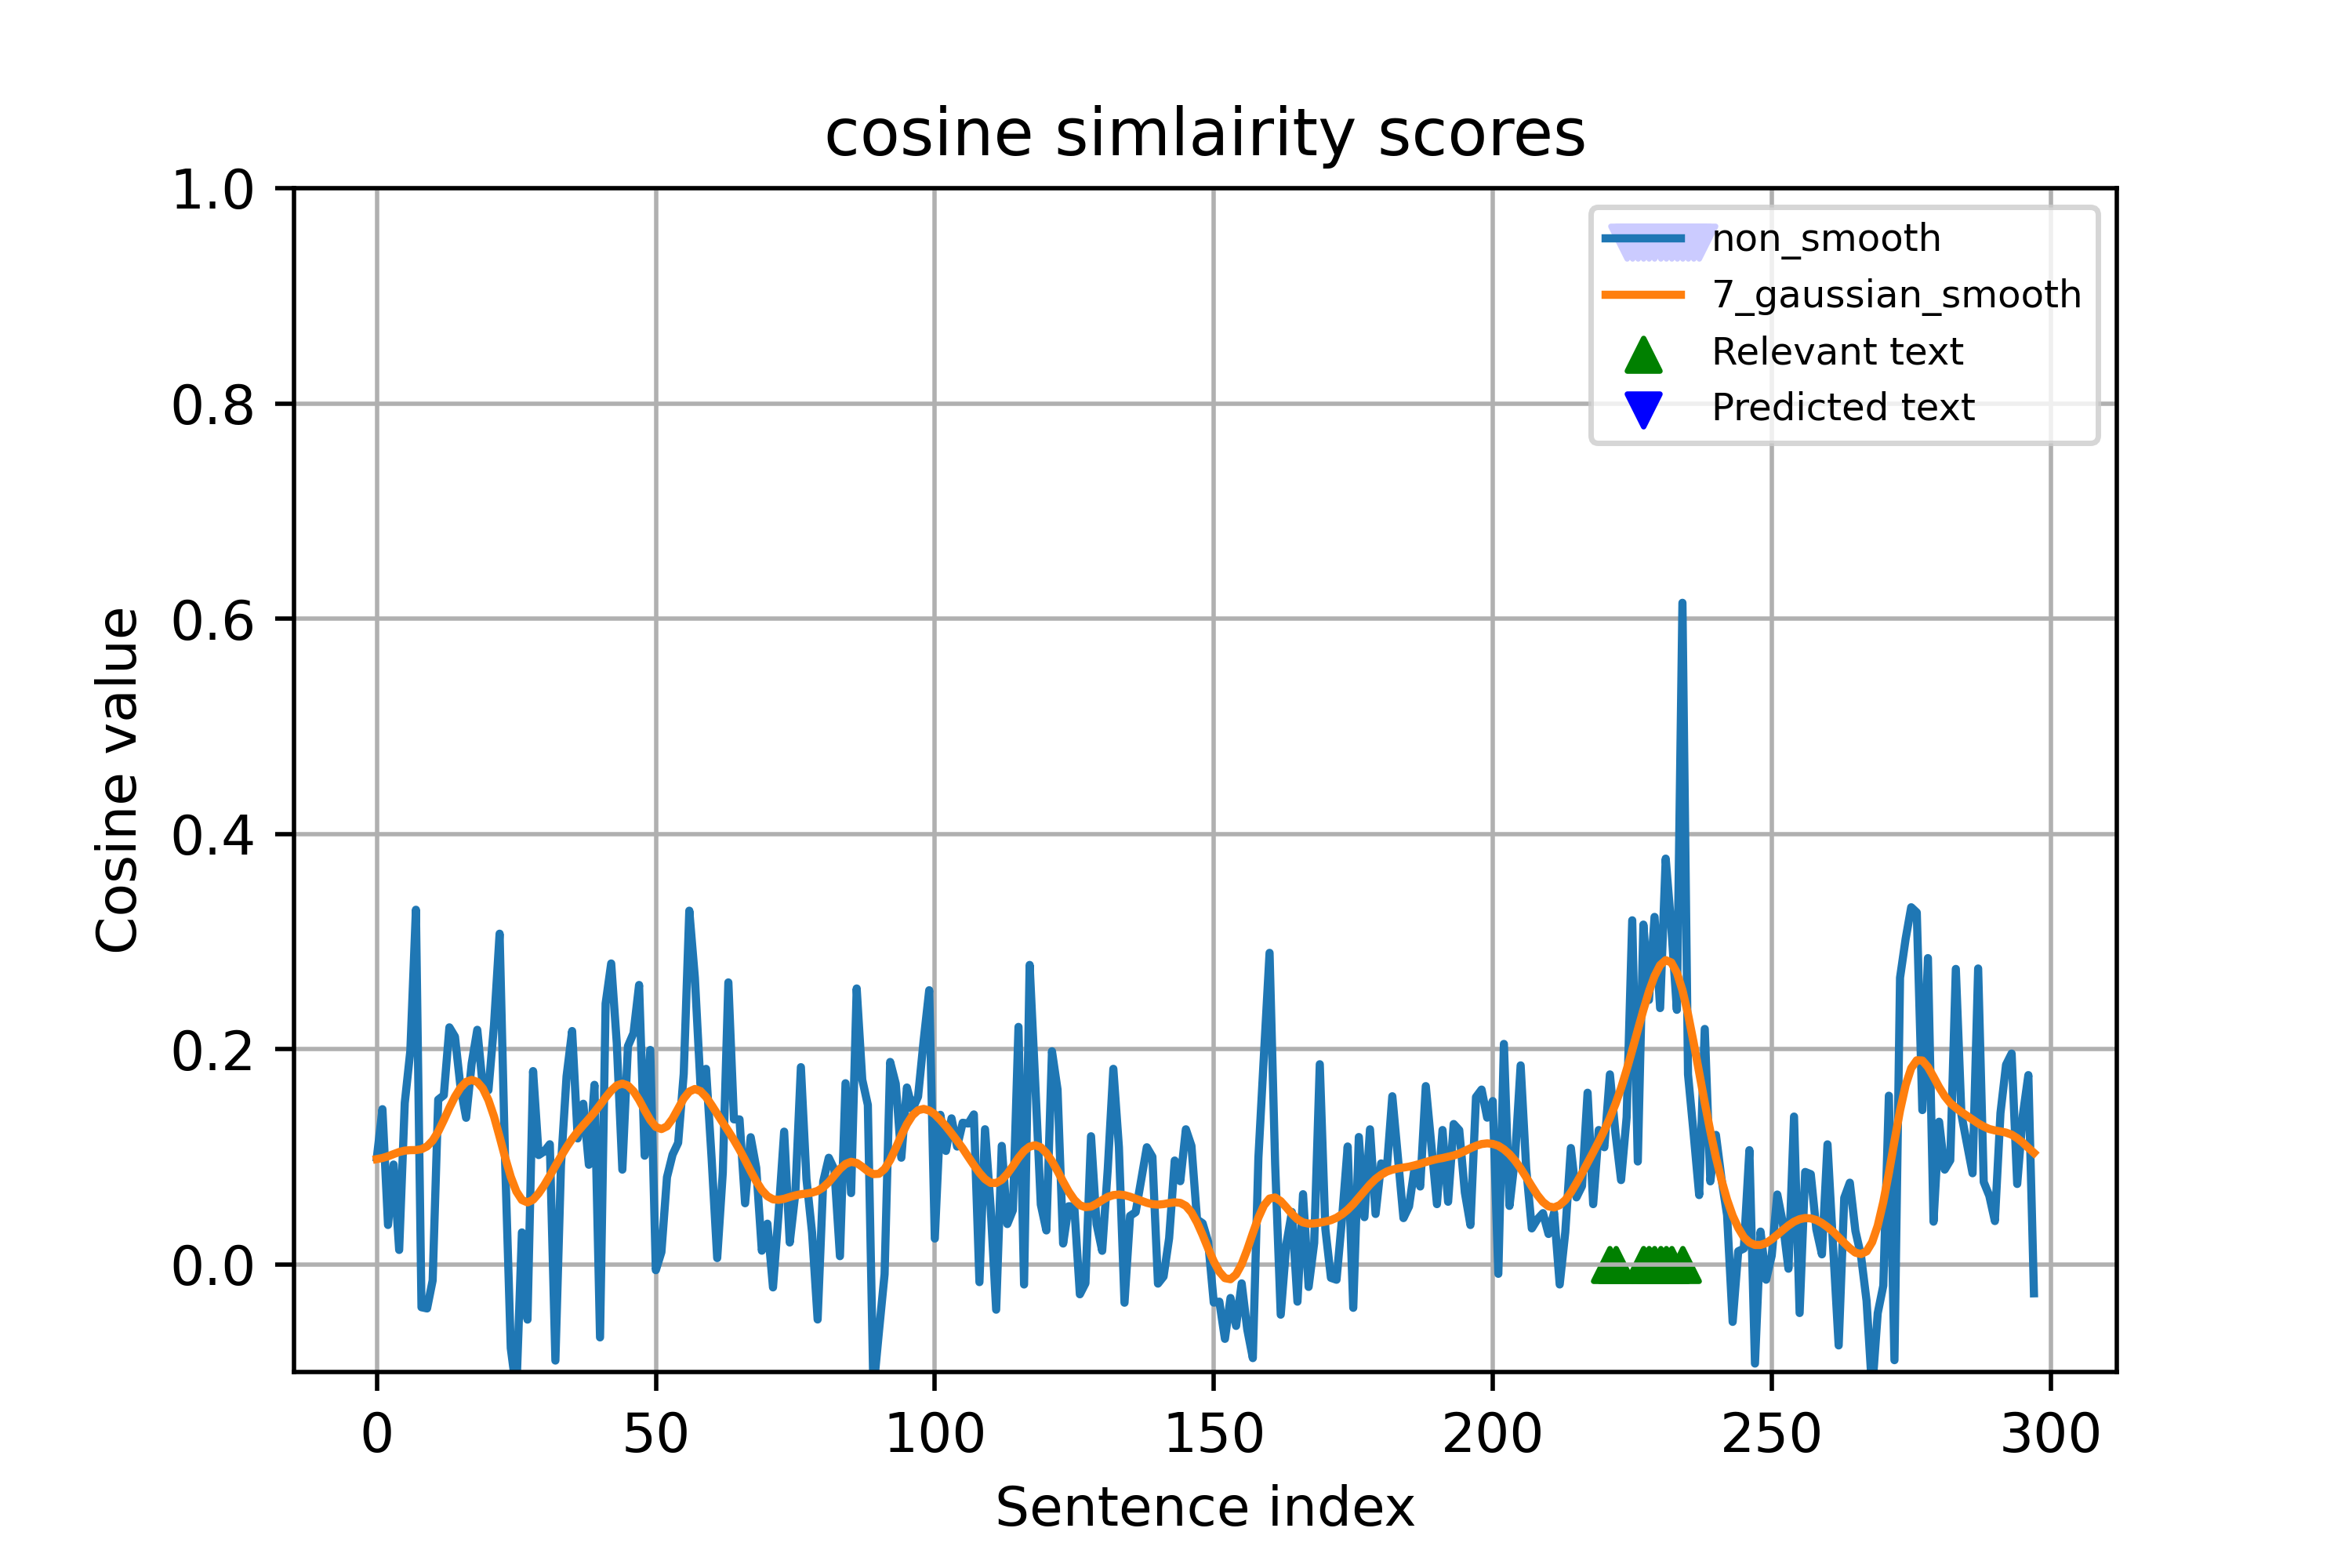 cosine simlairity scores
1.0
0.8
0.6
0.4
0.2
0.0
Cosine value
non_smooth
7_gaussian_smooth
Relevant text
Predicted text
0 50 100 150 200 250 300
Sentence index